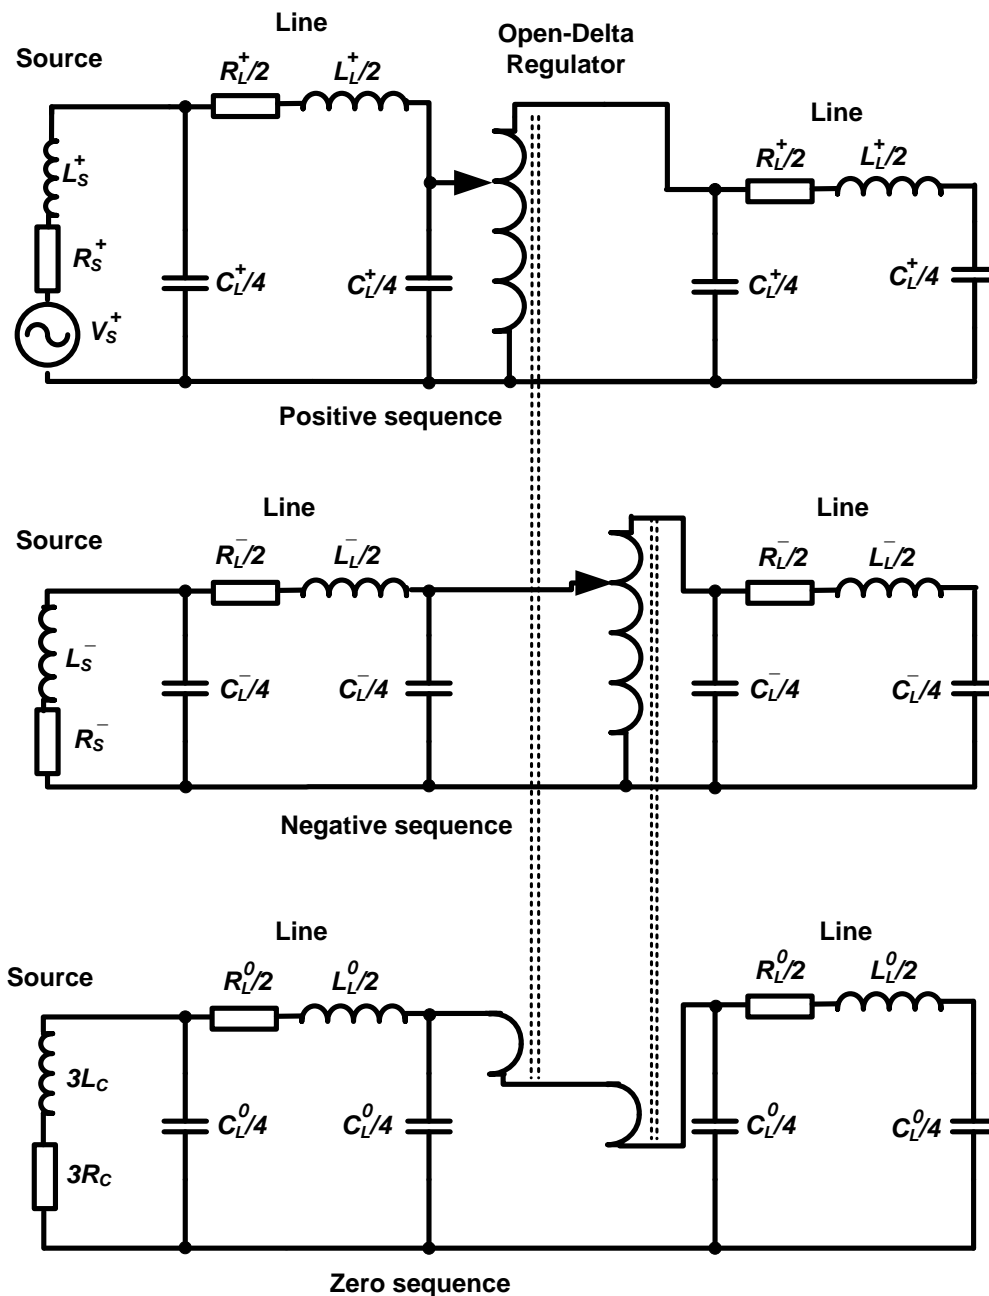 Line
Open-Delta
Regulator
Source
R_L^+/2
L_L^+/2
Line
R_L^+/2
L_L^+/2
L_S^+
R_S^+
C_L^+/4
C_L^+/4
C_L^+/4
C_L^+/4
V_S^+
Positive sequence
Line
Line
Source
R_L^-/2
L_L^-/2
R_L^-/2
L_L^-/2
L_S^-
C_L^-/4
C_L^-/4
C_L^-/4
C_L^-/4
R_S^-
Negative sequence
Line
Line
Source
R_L^0/2
L_L^0/2
R_L^0/2
L_L^0/2
3L_C
C_L^0/4
C_L^0/4
C_L^0/4
C_L^0/4
3R_C
Zero sequence